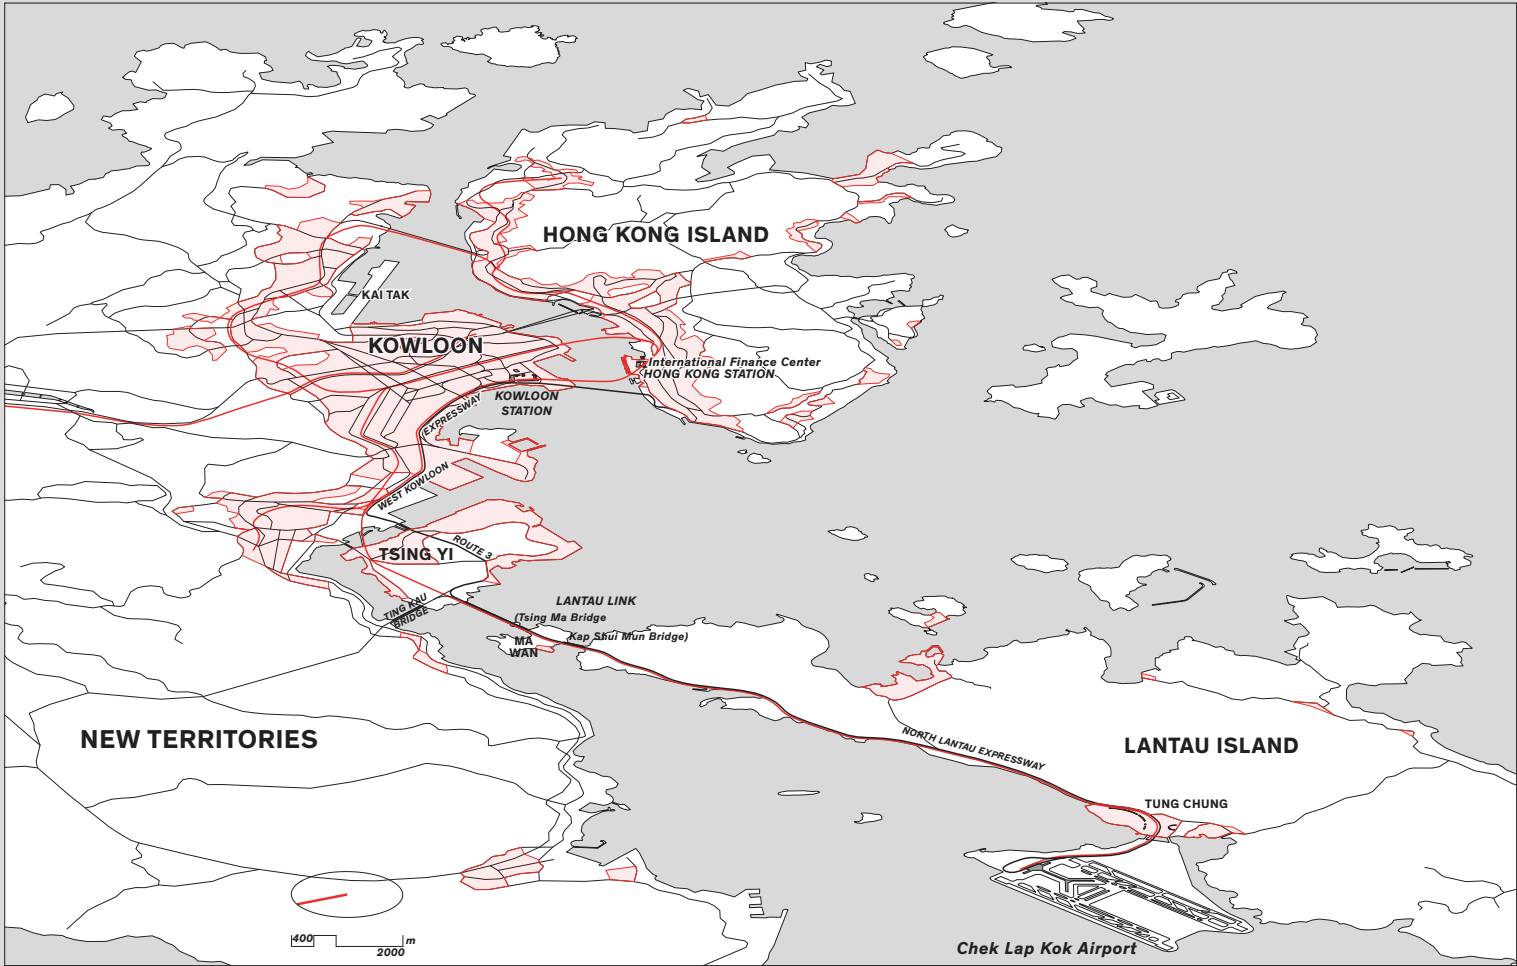 HONG KONG ISLAND
KAI TAK
KOWLOON
International Finance Center
HONG KONG STATION
KOWLOON
STATION
EXPRESSWAY
WEST KOWLOON
ROUTE 3
TSING YI
TING KAU
BRIDGE
LANTAU LINK
(Tsing Ma Bridge
Kap Shui Mun Bridge)
MA
WAN
NEW TERRITORIES
NORTH LANTAU EXPRESSWAY
LANTAU ISLAND
TUNG CHUNG
400
m
2000
Chek Lap Kok Airport